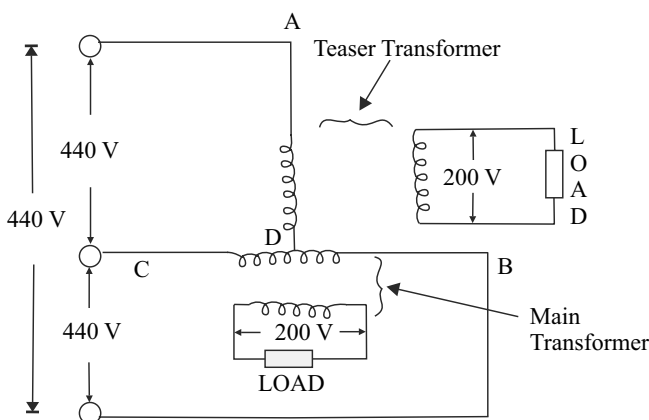 A
Teaser Transformer
440 V
440 V
200 V
L
O
A
D
D
C
B
440 V
200 V
LOAD
Main
Transformer